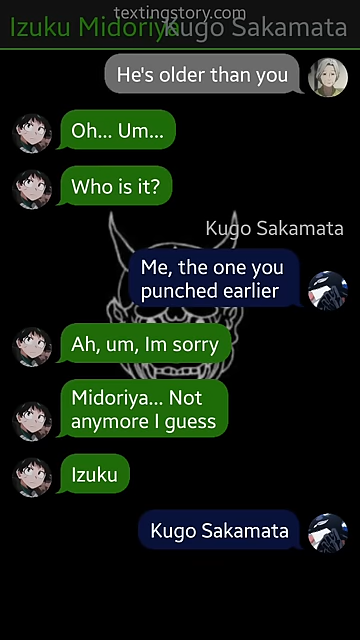 textingstory.com
Izuku Midoriya Kugo Sakamata
He's older than you
Oh... Um...
Who is it?
Kugo Sakamata
Me, the one you
punched earlier
Ah, um, Im sorry
Midoriya... Not
anymore I guess
Izuku
Kugo Sakamata